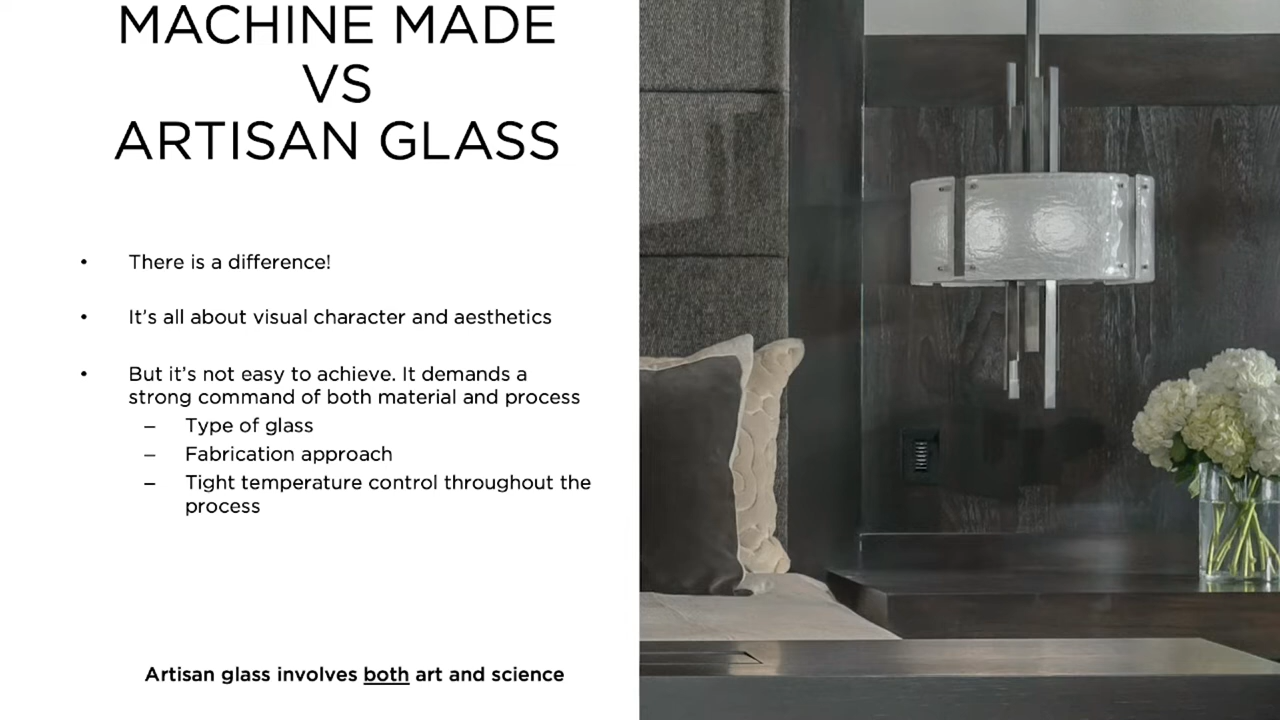 MACHINE MADE
VS
ARTISAN GLASS
• There is a difference!
• It's all about visual character and aesthetics
• But it's not easy to achieve. It demands a
strong command of both material and process
– Type of glass
– Fabrication approach
– Tight temperature control throughout the
process
Artisan glass involves both art and science